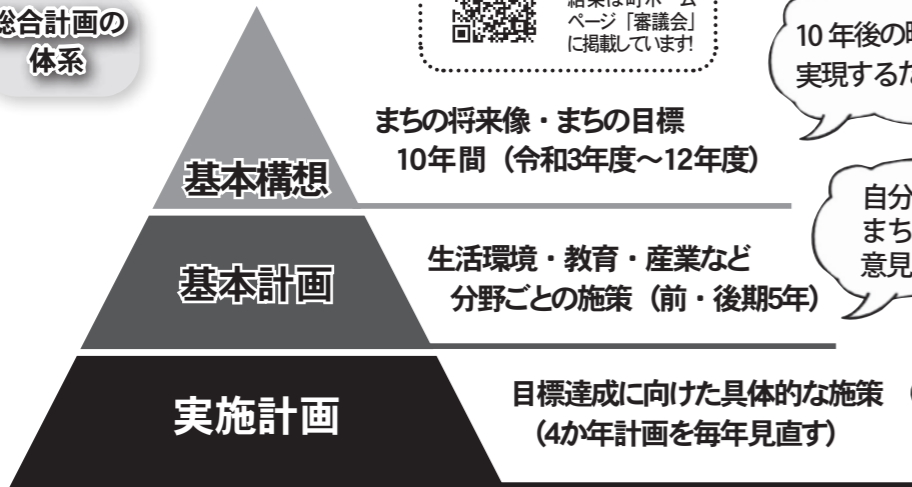 総合計画の
体系
結果は町ホーム
ページ「審議会」
に掲載しています!
10年後の
実現するた
まちの将来像・まちの目標
10年間(令和3年度〜12年度)
基本構想
自分
まち
意見
生活環境・教育・産業など
分野ごとの施策(前・後期5年)
基本計画
目標達成に向けた具体的な施策
(4か年計画を毎年見直す)
実施計画